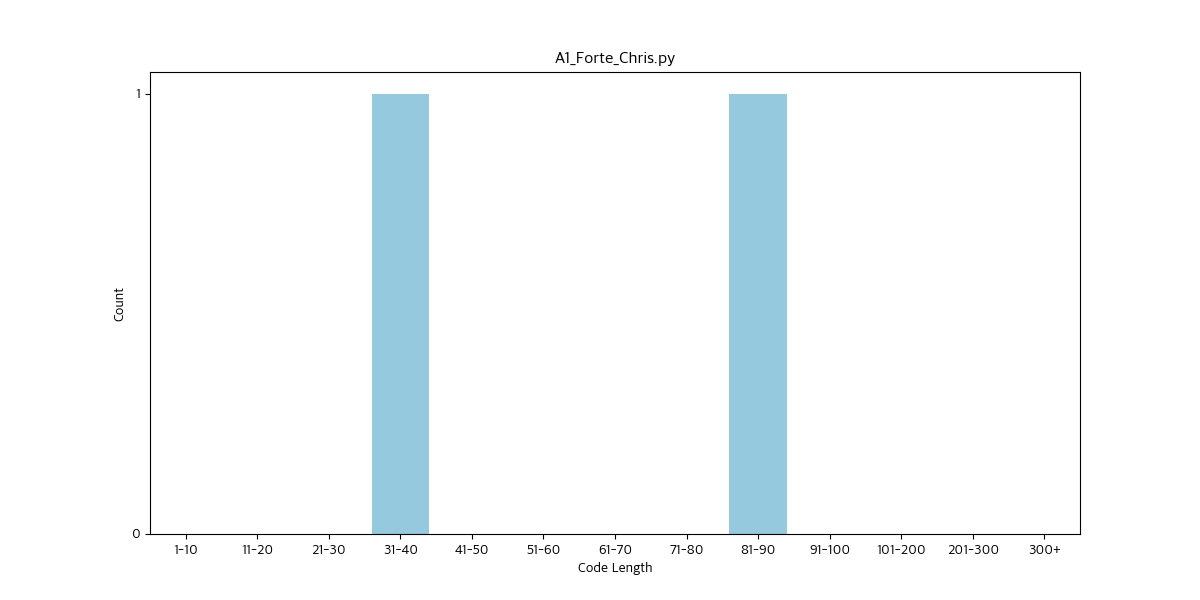 A1_Forte_Chris.py
1
Count
0
1-10 11-20 21-30 31-40 41-50 51-60 61-70 71-80 81-90 91-100 101-200 201-300 300+
Code Length